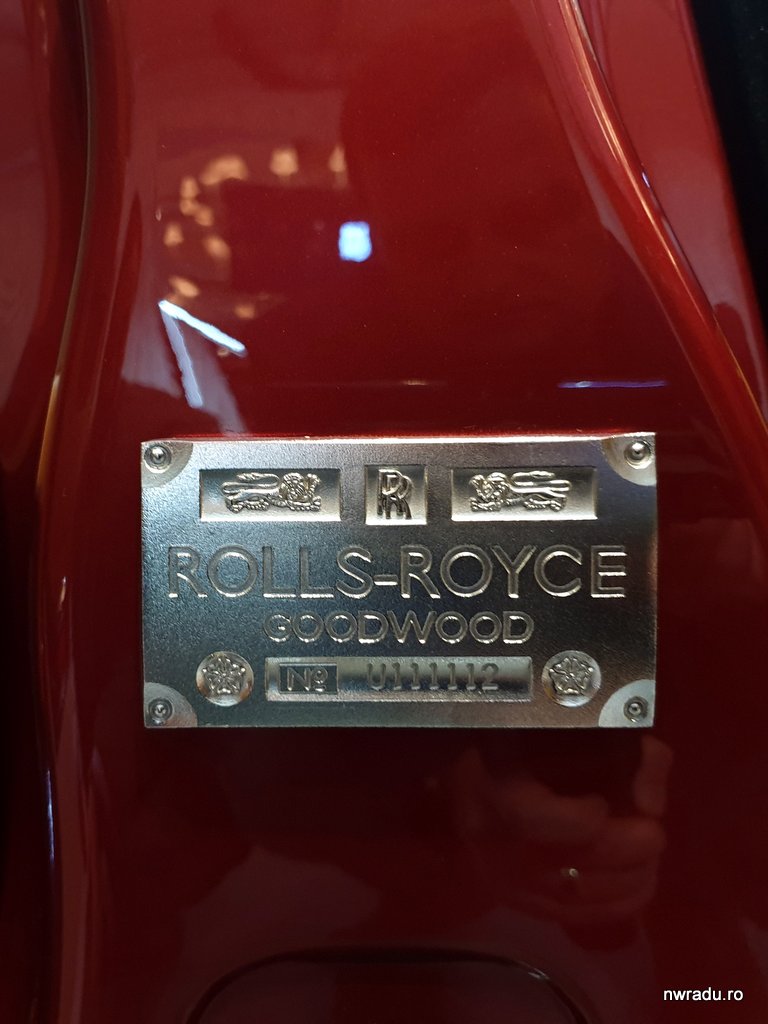 RR
ROLLS-ROYCE
GOODWOOD
Nº U111112
nwradu.ro